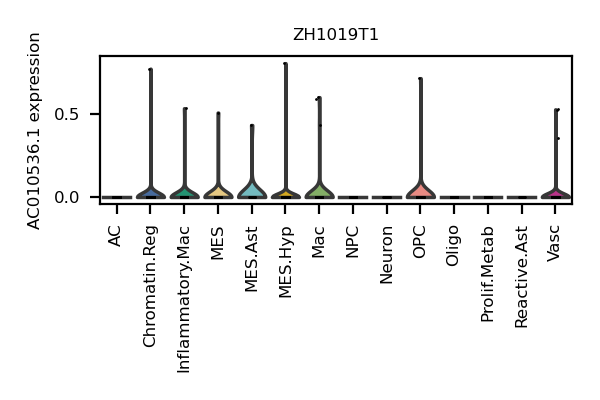 ZH1019T1
AC010536.1 expression
0.5
0.0
AC
Chromatin.Reg
Inflammatory.Mac
MES
MES.Ast
MES.Hyp
Mac
NPC
Neuron
OPC
Oligo
Prolif.Metab
Reactive.Ast
Vasc